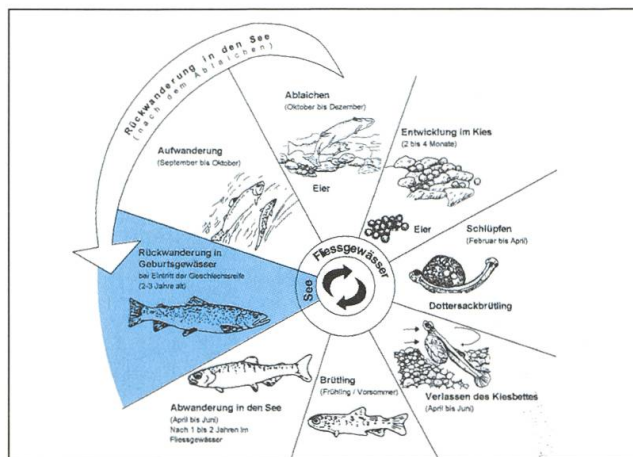 Rückwanderung in den See
(nach dem Ablaichen)
Ablaichen
(Oktober bis Dezember)
Eier
Entwicklung im Kies
(2 bis 4 Monate)
Eier
Schlüpfen
(Februar bis April)
Dottersackbrütling
Verlassen des Kiesbettes
(April bis Juni)
Brütling
(Frühling / Vorsommer)
Abwanderung in den See
(April bis Juni)
Nach 1 bis 2 Jahren im
Fliessgewässer
Rückwanderung in
Geburtsgewässer
bei Eintritt der Geschlechtsreife
(2-3 Jahre alt)
Aufwanderung
(September bis Oktober)
Fliessgewässer
See